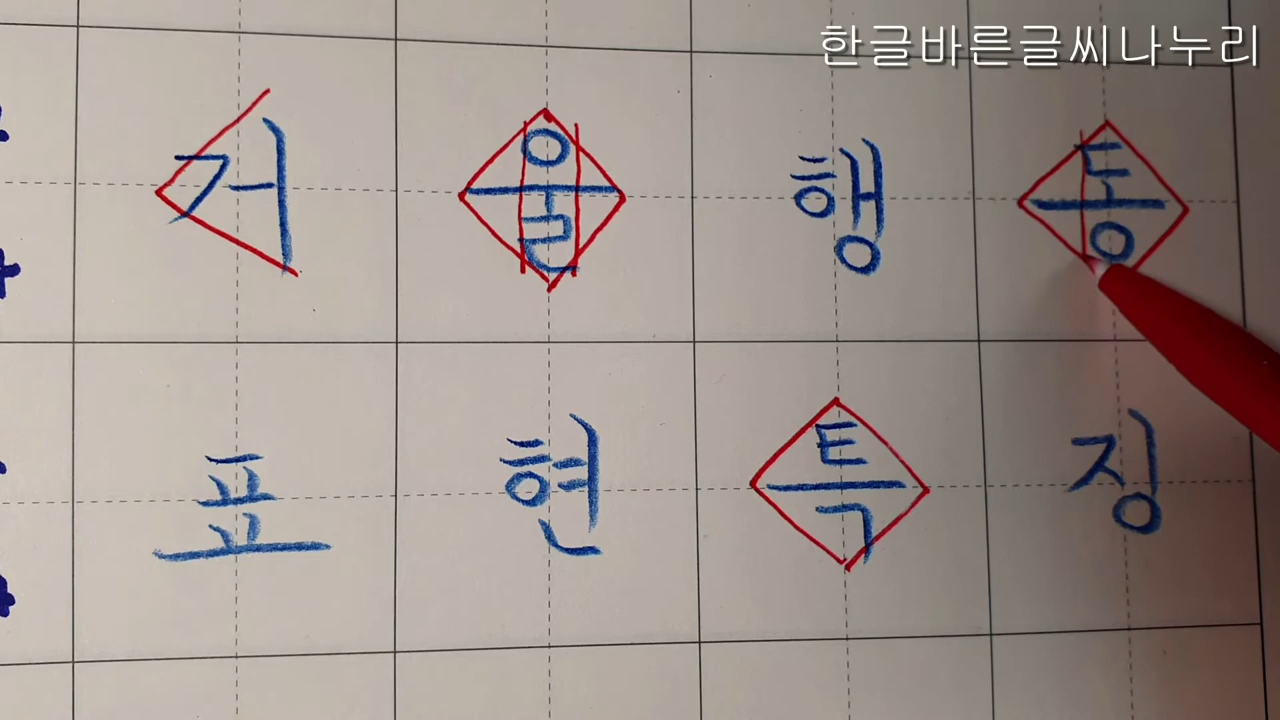 한글바른글씨나누리
거 울 행 동
표 현 특 징